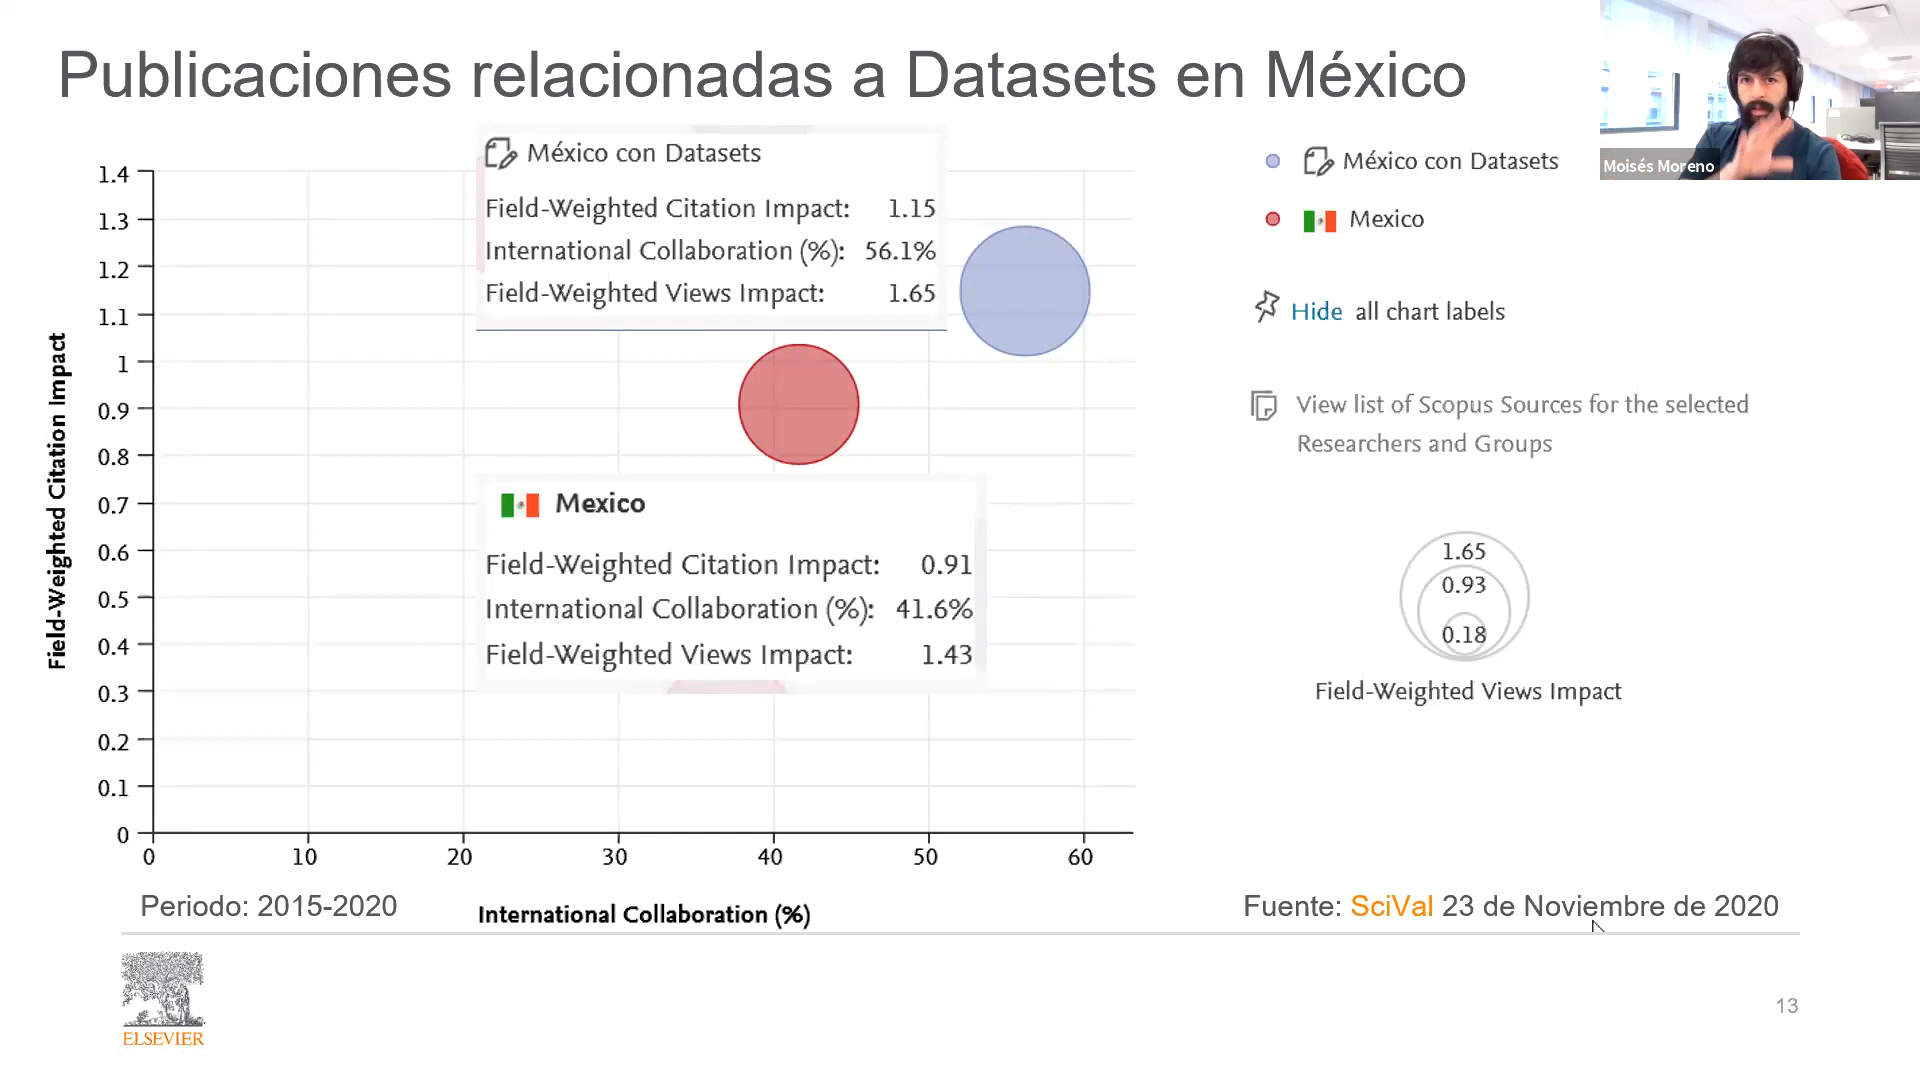 Publicaciones relacionadas a Datasets en México
Moisés Moreno
México con Datasets
Field-Weighted Citation Impact: 1.15
International Collaboration (%): 56.1%
Field-Weighted Views Impact: 1.65
México con Datasets
Mexico
Hide all chart labels
View list of Scopus Sources for the selected
Researchers and Groups
Mexico
Field-Weighted Citation Impact: 0.91
International Collaboration (%): 41.6%
Field-Weighted Views Impact: 1.43
1.65
0.93
0.18
Field-Weighted Views Impact
Field-Weighted Citation Impact
1.4
1.3
1.2
1.1
1
0.9
0.8
0.7
0.6
0.5
0.4
0.3
0.2
0.1
0
0 10 20 30 40 50 60
International Collaboration (%)
Periodo: 2015-2020
Fuente: SciVal 23 de Noviembre de 2020
ELSEVIER
13